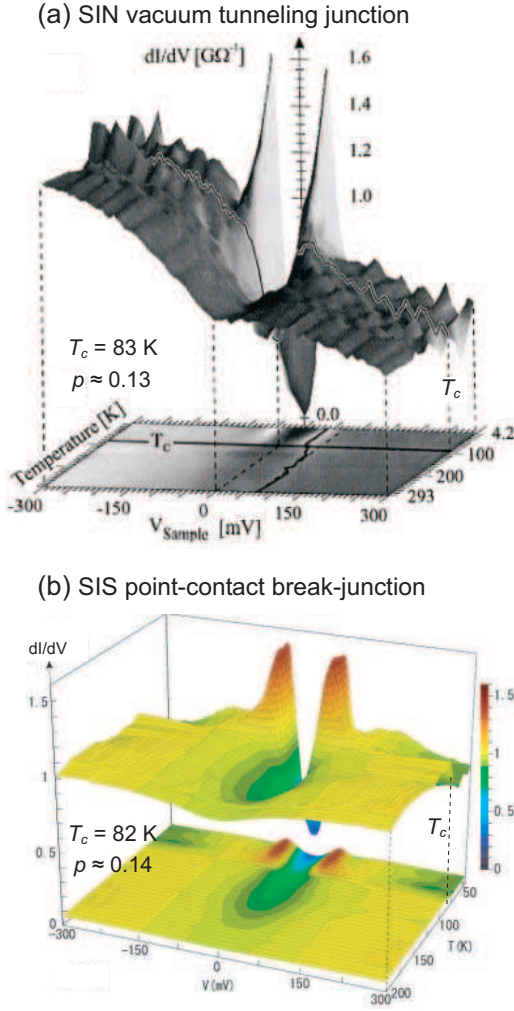 (a) SIN vacuum tunneling junction
dI/dV [GΩ⁻¹]
1.6
1.4
1.2
1.0
T_c = 83 K
p ≈ 0.13
T_c
0.0
Temperature [K]
T_c
4.2
100
200
293
-300 -150 0 150 300
V_Sample [mV]
(b) SIS point-contact break-junction
dI/dV
1.5
1
0.5
0
1.5
1
0.5
0
T_c = 82 K
p ≈ 0.14
T_c
50
100
150
200
T (K)
-300 -150 0 150 300
V(mV)